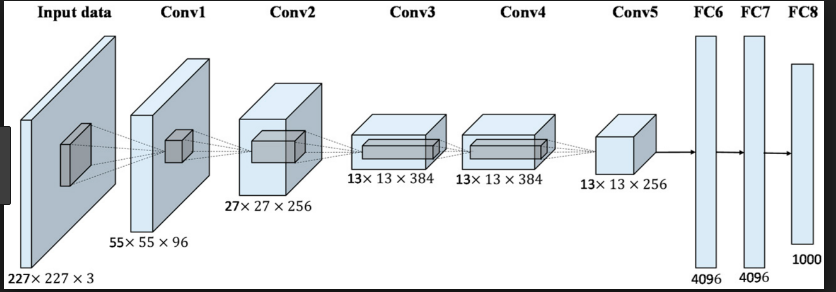 Input data Conv1 Conv2 Conv3 Conv4 Conv5 FC6 FC7 FC8
13× 13 × 384 13× 13 × 384 13× 13 × 256
27× 27 × 256
55× 55 × 96
1000
227× 227 × 3 4096 4096